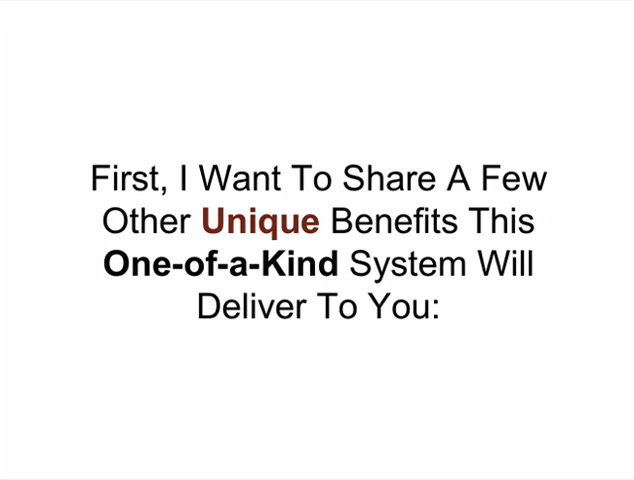 First, I Want To Share A Few
Other Unique Benefits This
One-of-a-Kind System Will
Deliver To You: